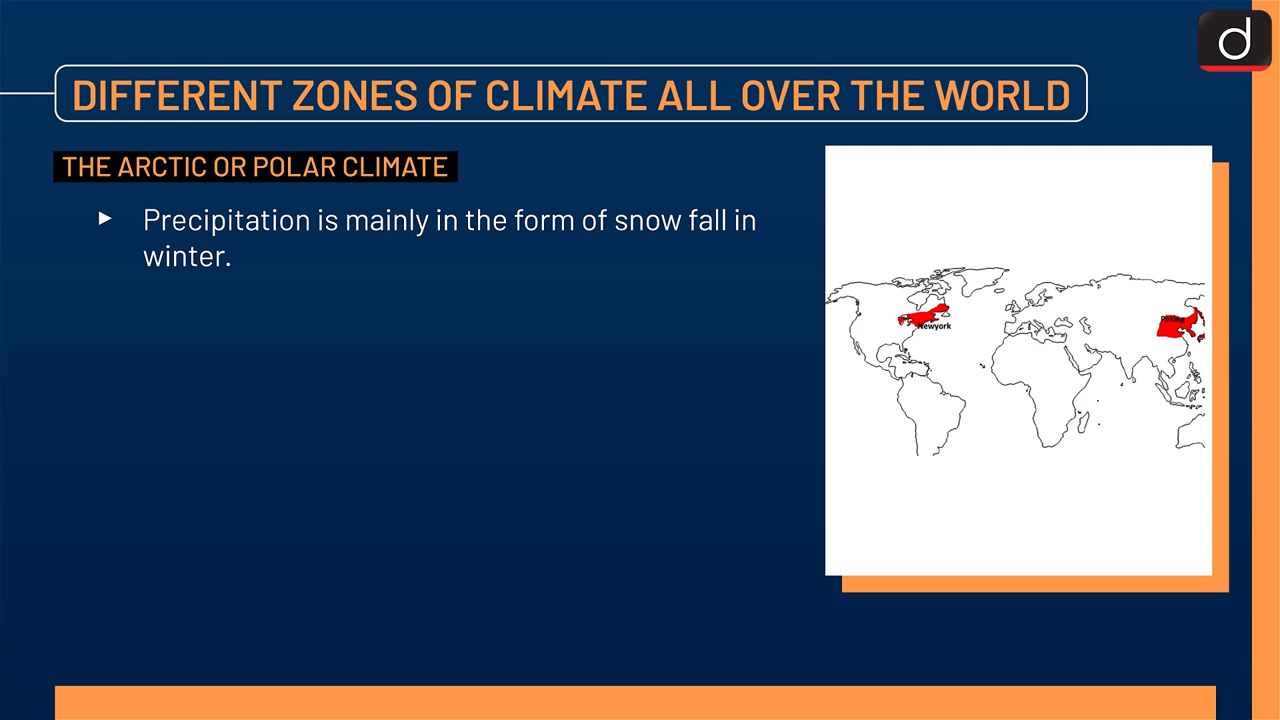 d
DIFFERENT ZONES OF CLIMATE ALL OVER THE WORLD
THE ARCTIC OR POLAR CLIMATE
Precipitation is mainly in the form of snow fall in
winter.
Newyork
Peking